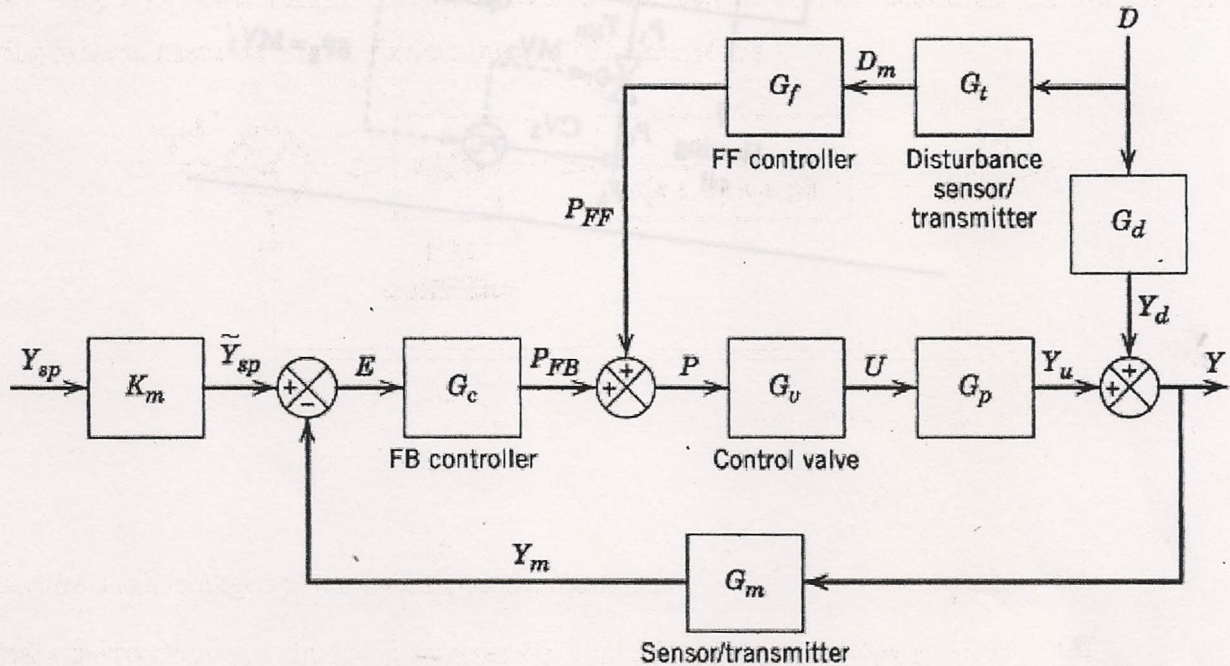 D
D_m
G_f
G_t
FF controller
Disturbance
sensor/
transmitter
P_FF
G_d
Y_d
Y_sp
K_m
Ỹ_sp
E
G_c
P_FB
P
G_v
U
G_p
Y_u
Y
+
-
+
+
+
+
FB controller
Control valve
Y_m
G_m
Sensor/transmitter